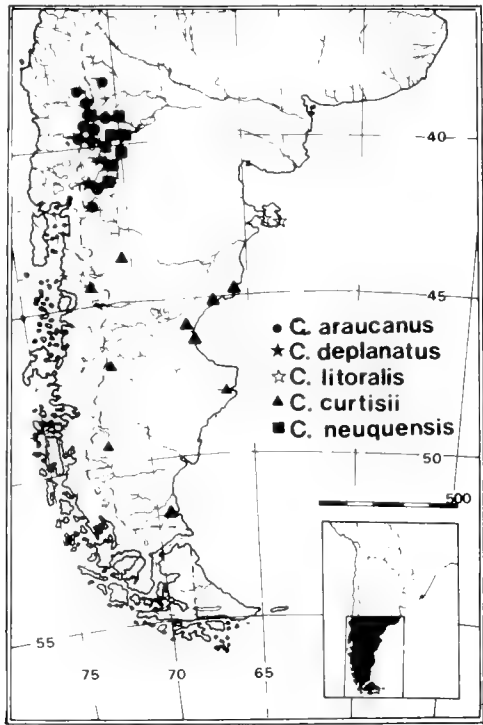 -40
45
● C. araucanus
★ C. deplanatus
☆ C. litoralis
▲ C. curtisii
■ C. neuquensis
50
500
55
75 70 65